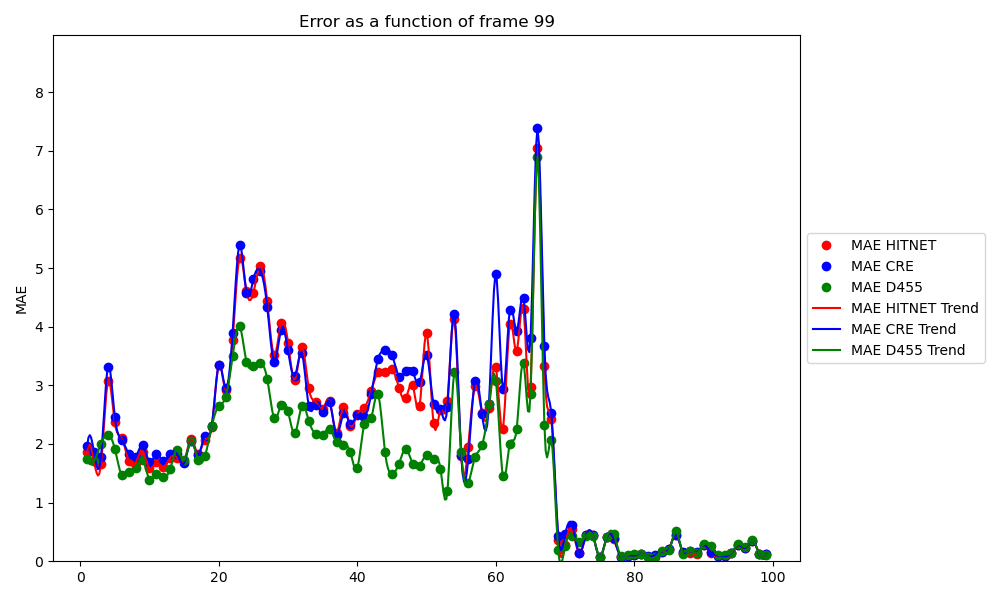 Error as a function of frame 99
MAE
8
7
6
5
4
3
2
1
0
0 20 40 60 80 100
MAE HITNET
MAE CRE
MAE D455
MAE HITNET Trend
MAE CRE Trend
MAE D455 Trend